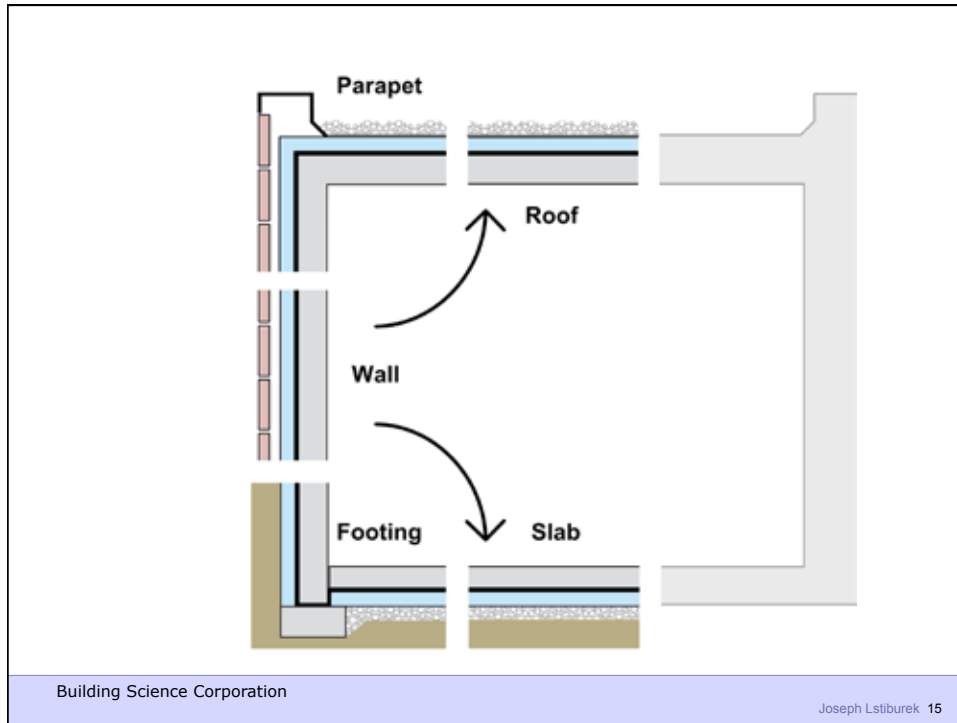 Parapet
Roof
Wall
Footing
Slab
Building Science Corporation
Joseph Lstiburek 15